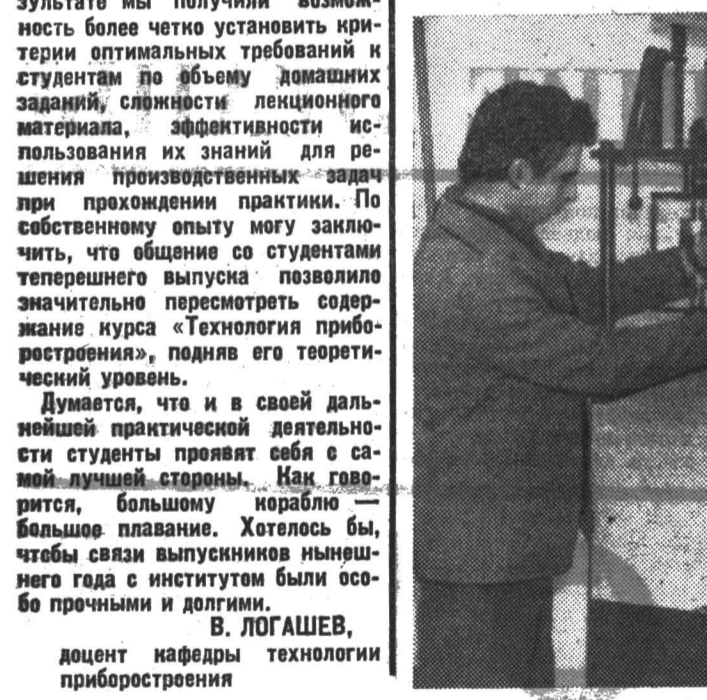 зультате мы получили возмож-
ность более четко установить кри-
терии оптимальных требований к
студентам по объему домашних
заданий, сложности лекционного
материала, эффективности ис-
пользования их знаний для ре-
шения производственных задач
при прохождении практики. По
собственному опыту могу заклю-
чить, что общение со студентами
теперешнего выпуска позволило
значительно пересмотреть содер-
жание курса «Технология прибо-
ростроения», подняв его теорети-
ческий уровень.
Думается, что и в своей даль-
нейшей практической деятельно-
сти студенты проявят себя с са-
мой лучшей стороны. Как гово-
рится, большому кораблю —
большое плавание. Хотелось бы,
чтобы связи выпускников нынеш-
него года с институтом были осо-
бо прочными и долгими.
В. ЛОГАШЕВ,
доцент кафедры технологии
приборостроения